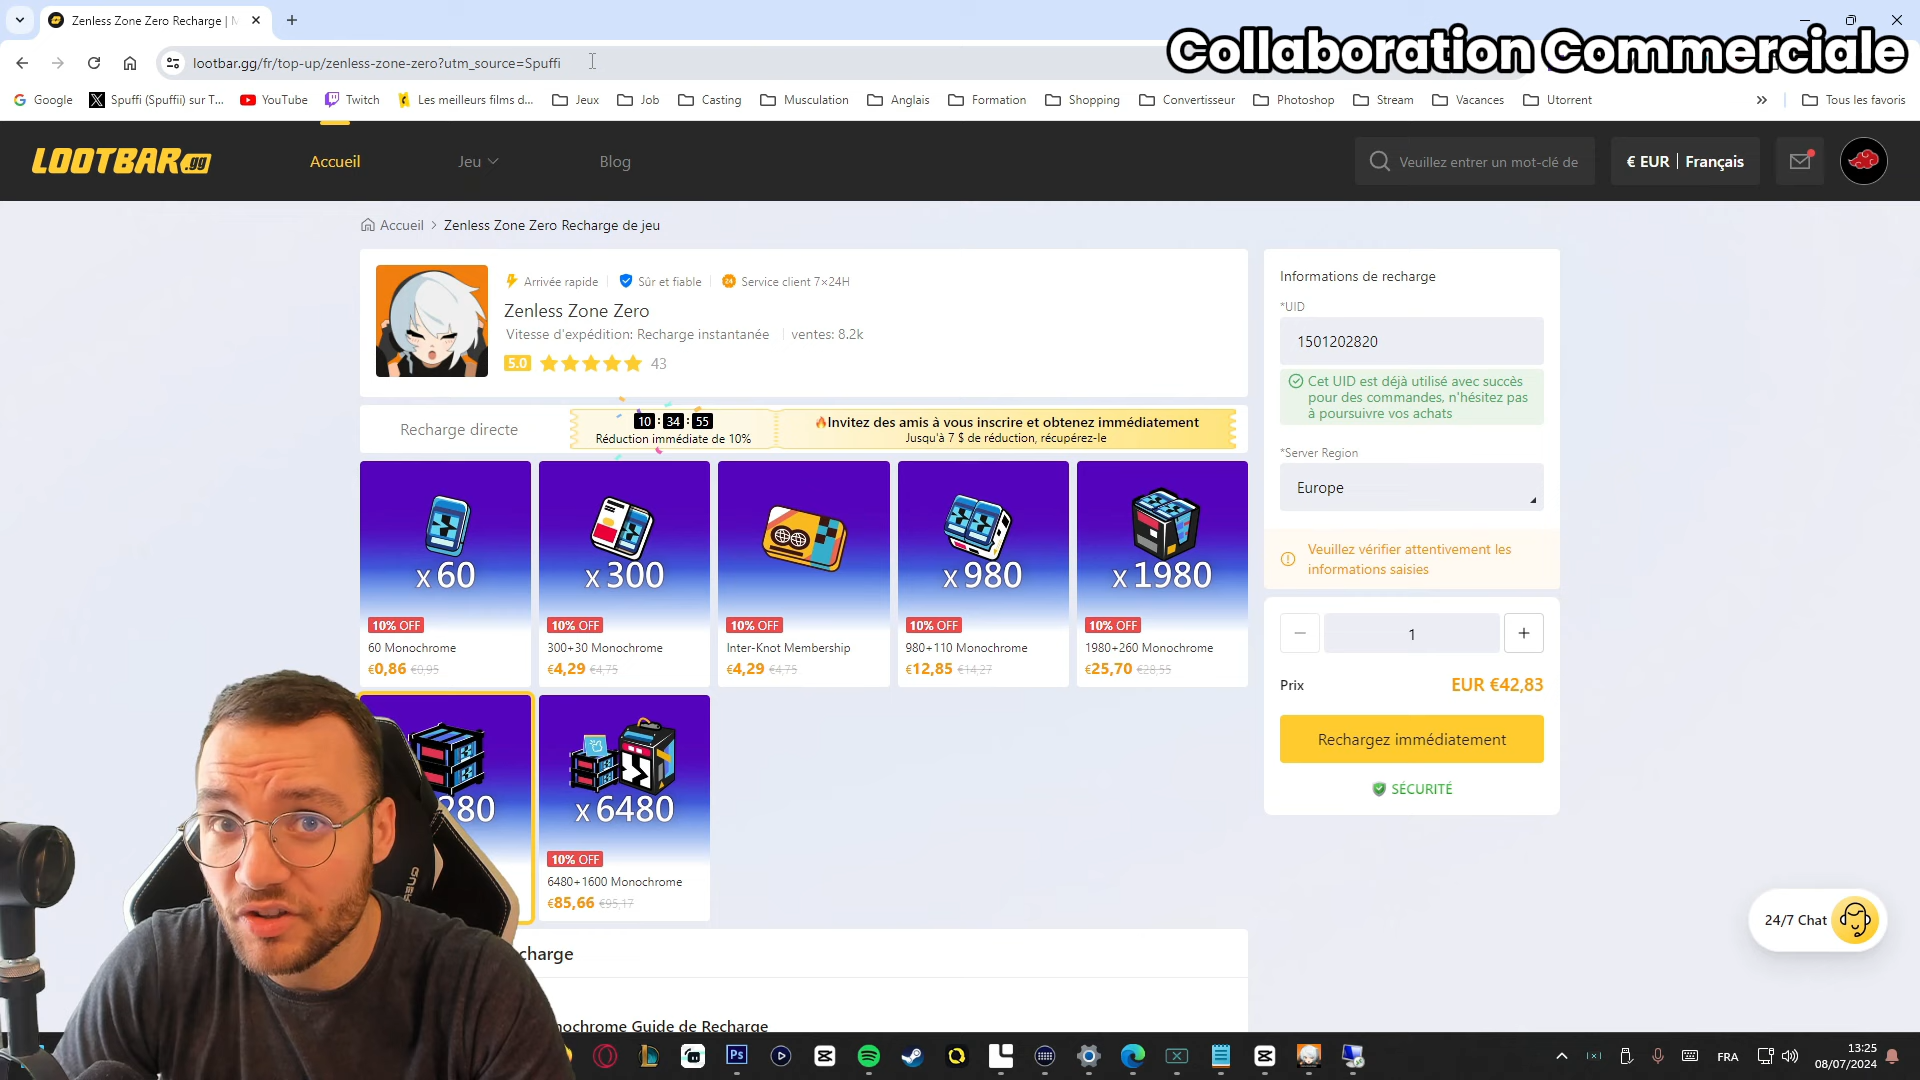 Zenless Zone Zero Recharge |
Collaboration Commerciale
lootbar.gg/fr/top-up/zenless-zone-zero?utm_source=Spuffi
Google
Spuffi (Spuffii) sur T...
YouTube
Twitch
Les meilleurs films d...
Jeux
Job
Casting
Musculation
Anglais
Formation
Shopping
Convertisseur
Photoshop
Stream
Vacances
Utorrent
Tous les favoris
LOOTBAR.gg
Accueil
Jeu
Blog
Veuillez entrer un mot-clé de
€ EUR | Français
Accueil > Zenless Zone Zero Recharge de jeu
Arrivée rapide
Sûr et fiable
Service client 7×24H
Zenless Zone Zero
Vitesse d'expédition: Recharge instantanée
ventes: 8.2k
5.0
43
Recharge directe
10 : 34 : 55
Réduction immédiate de 10%
Invitez des amis à vous inscrire et obtenez immédiatement
Jusqu'à 7 $ de réduction, récupérez-le
x 60
10% OFF
60 Monochrome
€0,86 €0,95
x 300
10% OFF
300+30 Monochrome
€4,29 €4,75
10% OFF
Inter-Knot Membership
€4,29 €4,75
x 980
10% OFF
980+110 Monochrome
€12,85 €14,27
x 1980
10% OFF
1980+260 Monochrome
€25,70 €28,55
280
x 6480
10% OFF
6480+1600 Monochrome
€85,66 €95,17
charge
nochrome Guide de Recharge
Informations de recharge
*UID
1501202820
Cet UID est déjà utilisé avec succès
pour des commandes, n'hésitez pas
à poursuivre vos achats
*Server Region
Europe
Veuillez vérifier attentivement les
informations saisies
1
Prix
EUR €42,83
Rechargez immédiatement
SÉCURITÉ
24/7 Chat
Ps
FRA
13:25
08/07/2024